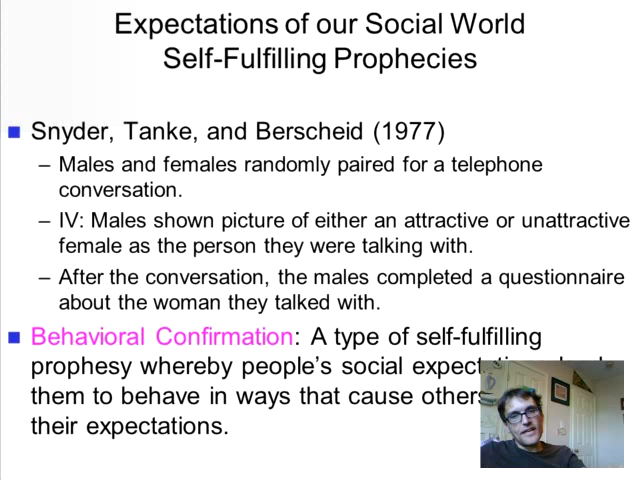 Expectations of our Social World
Self-Fulfilling Prophecies
Snyder, Tanke, and Berscheid (1977)
– Males and females randomly paired for a telephone
conversation.
– IV: Males shown picture of either an attractive or unattractive
female as the person they were talking with.
– After the conversation, the males completed a questionnaire
about the woman they talked with.
Behavioral Confirmation: A type of self-fulfilling
prophesy whereby people's social
them to behave in ways that cause
their expectations.